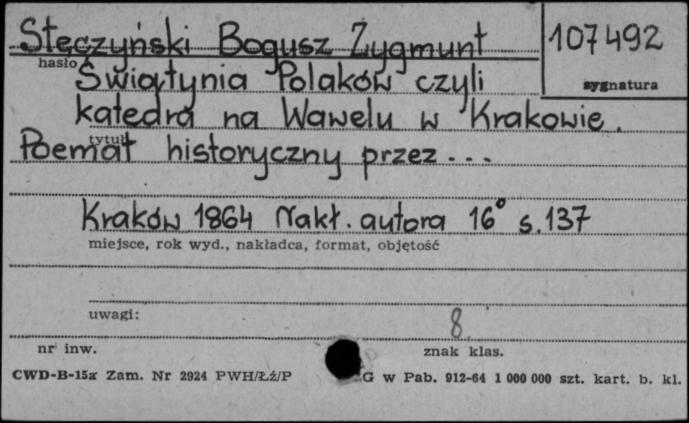 Stęczyński Bogusz Zygmunt
107492
hasło
sygnatura
Świątynia Polaków czyli
katedra na Wawelu w Krakowie.
tytuł
Poemat historyczny przez...
Kraków 1864 Nakł. autora 16° s. 137
miejsce, rok wyd., nakładca, format, objętość
uwagi:
8
nr inw.
znak klas.
CWD-B-15a Zam. Nr 2924 PWH/Łź/P G w Pab. 912-64 1 000 000 szt. kart. b. kl.